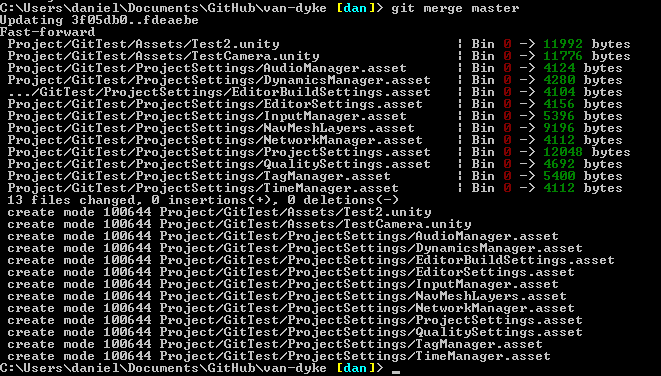 C:\Users\daniel\Documents\GitHub\van-dyke [dan]> git merge master
Updating 3f05db0..fdeaebe
Fast-forward
 Project/GitTest/Assets/Test2.unity | Bin 0 -> 11992 bytes
 Project/GitTest/Assets/TestCamera.unity | Bin 0 -> 11776 bytes
 Project/GitTest/ProjectSettings/AudioManager.asset | Bin 0 -> 4124 bytes
 Project/GitTest/ProjectSettings/DynamicsManager.asset | Bin 0 -> 4280 bytes
 .../GitTest/ProjectSettings/EditorBuildSettings.asset | Bin 0 -> 4104 bytes
 Project/GitTest/ProjectSettings/EditorSettings.asset | Bin 0 -> 4156 bytes
 Project/GitTest/ProjectSettings/InputManager.asset | Bin 0 -> 5396 bytes
 Project/GitTest/ProjectSettings/NavMeshLayers.asset | Bin 0 -> 9196 bytes
 Project/GitTest/ProjectSettings/NetworkManager.asset | Bin 0 -> 4112 bytes
 Project/GitTest/ProjectSettings/ProjectSettings.asset | Bin 0 -> 12048 bytes
 Project/GitTest/ProjectSettings/QualitySettings.asset | Bin 0 -> 4692 bytes
 Project/GitTest/ProjectSettings/TagManager.asset | Bin 0 -> 5400 bytes
 Project/GitTest/ProjectSettings/TimeManager.asset | Bin 0 -> 4112 bytes
 13 files changed, 0 insertions(+), 0 deletions(-)
 create mode 100644 Project/GitTest/Assets/Test2.unity
 create mode 100644 Project/GitTest/Assets/TestCamera.unity
 create mode 100644 Project/GitTest/ProjectSettings/AudioManager.asset
 create mode 100644 Project/GitTest/ProjectSettings/DynamicsManager.asset
 create mode 100644 Project/GitTest/ProjectSettings/EditorBuildSettings.asset
 create mode 100644 Project/GitTest/ProjectSettings/EditorSettings.asset
 create mode 100644 Project/GitTest/ProjectSettings/InputManager.asset
 create mode 100644 Project/GitTest/ProjectSettings/NavMeshLayers.asset
 create mode 100644 Project/GitTest/ProjectSettings/NetworkManager.asset
 create mode 100644 Project/GitTest/ProjectSettings/ProjectSettings.asset
 create mode 100644 Project/GitTest/ProjectSettings/QualitySettings.asset
 create mode 100644 Project/GitTest/ProjectSettings/TagManager.asset
 create mode 100644 Project/GitTest/ProjectSettings/TimeManager.asset
C:\Users\daniel\Documents\GitHub\van-dyke [dan]> _